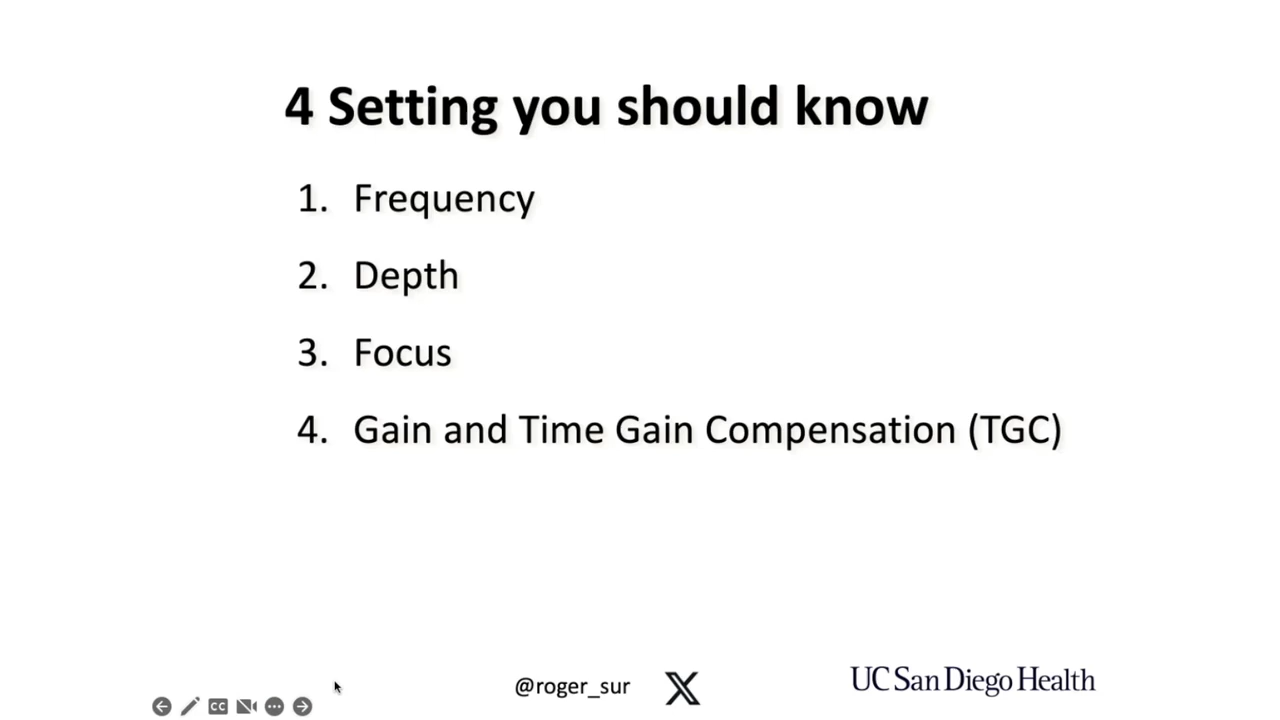 4 Setting you should know
1. Frequency
2. Depth
3. Focus
4. Gain and Time Gain Compensation (TGC)
@roger_sur
UC San Diego Health
CC